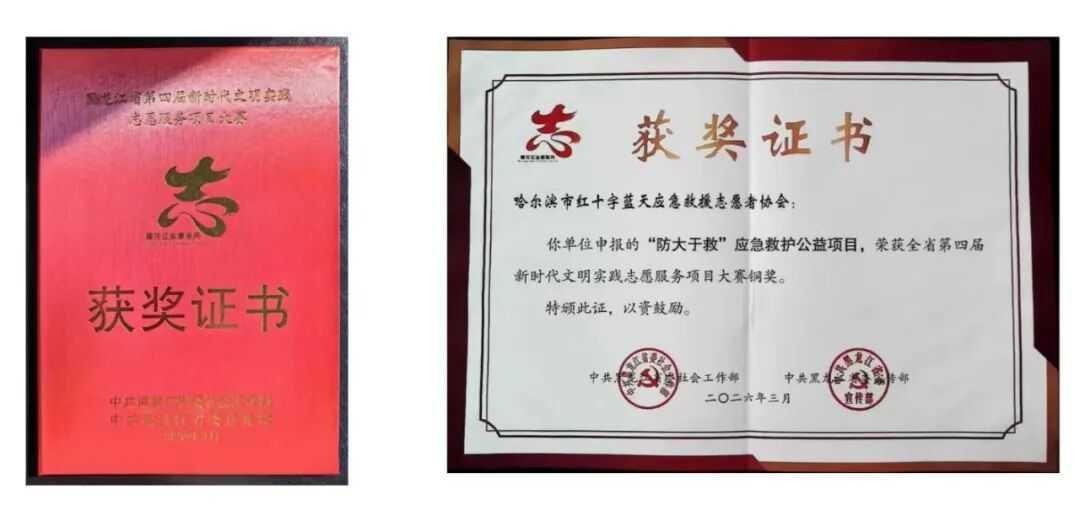 黑龙江省第四届新时代文明实践
志愿服务项目大赛
志
获奖证书
志
获奖证书
哈尔滨市红十字蓝天应急救援志愿者协会：
你单位申报的“防大于救”应急救护公益项目，荣获全省第四届
新时代文明实践志愿服务项目大赛铜奖。
特颁此证，以资鼓励。
社会工作部
中共黑龙江
传部
中共黑龙江省委
宣传部
二〇二六年三月